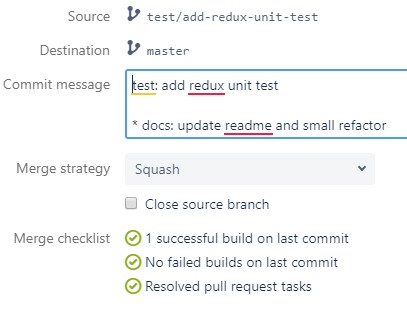 Source test/add-redux-unit-test
Destination master
Commit message test: add redux unit test
* docs: update readme and small refactor
Merge strategy Squash
Close source branch
Merge checklist 1 successful build on last commit
No failed builds on last commit
Resolved pull request tasks